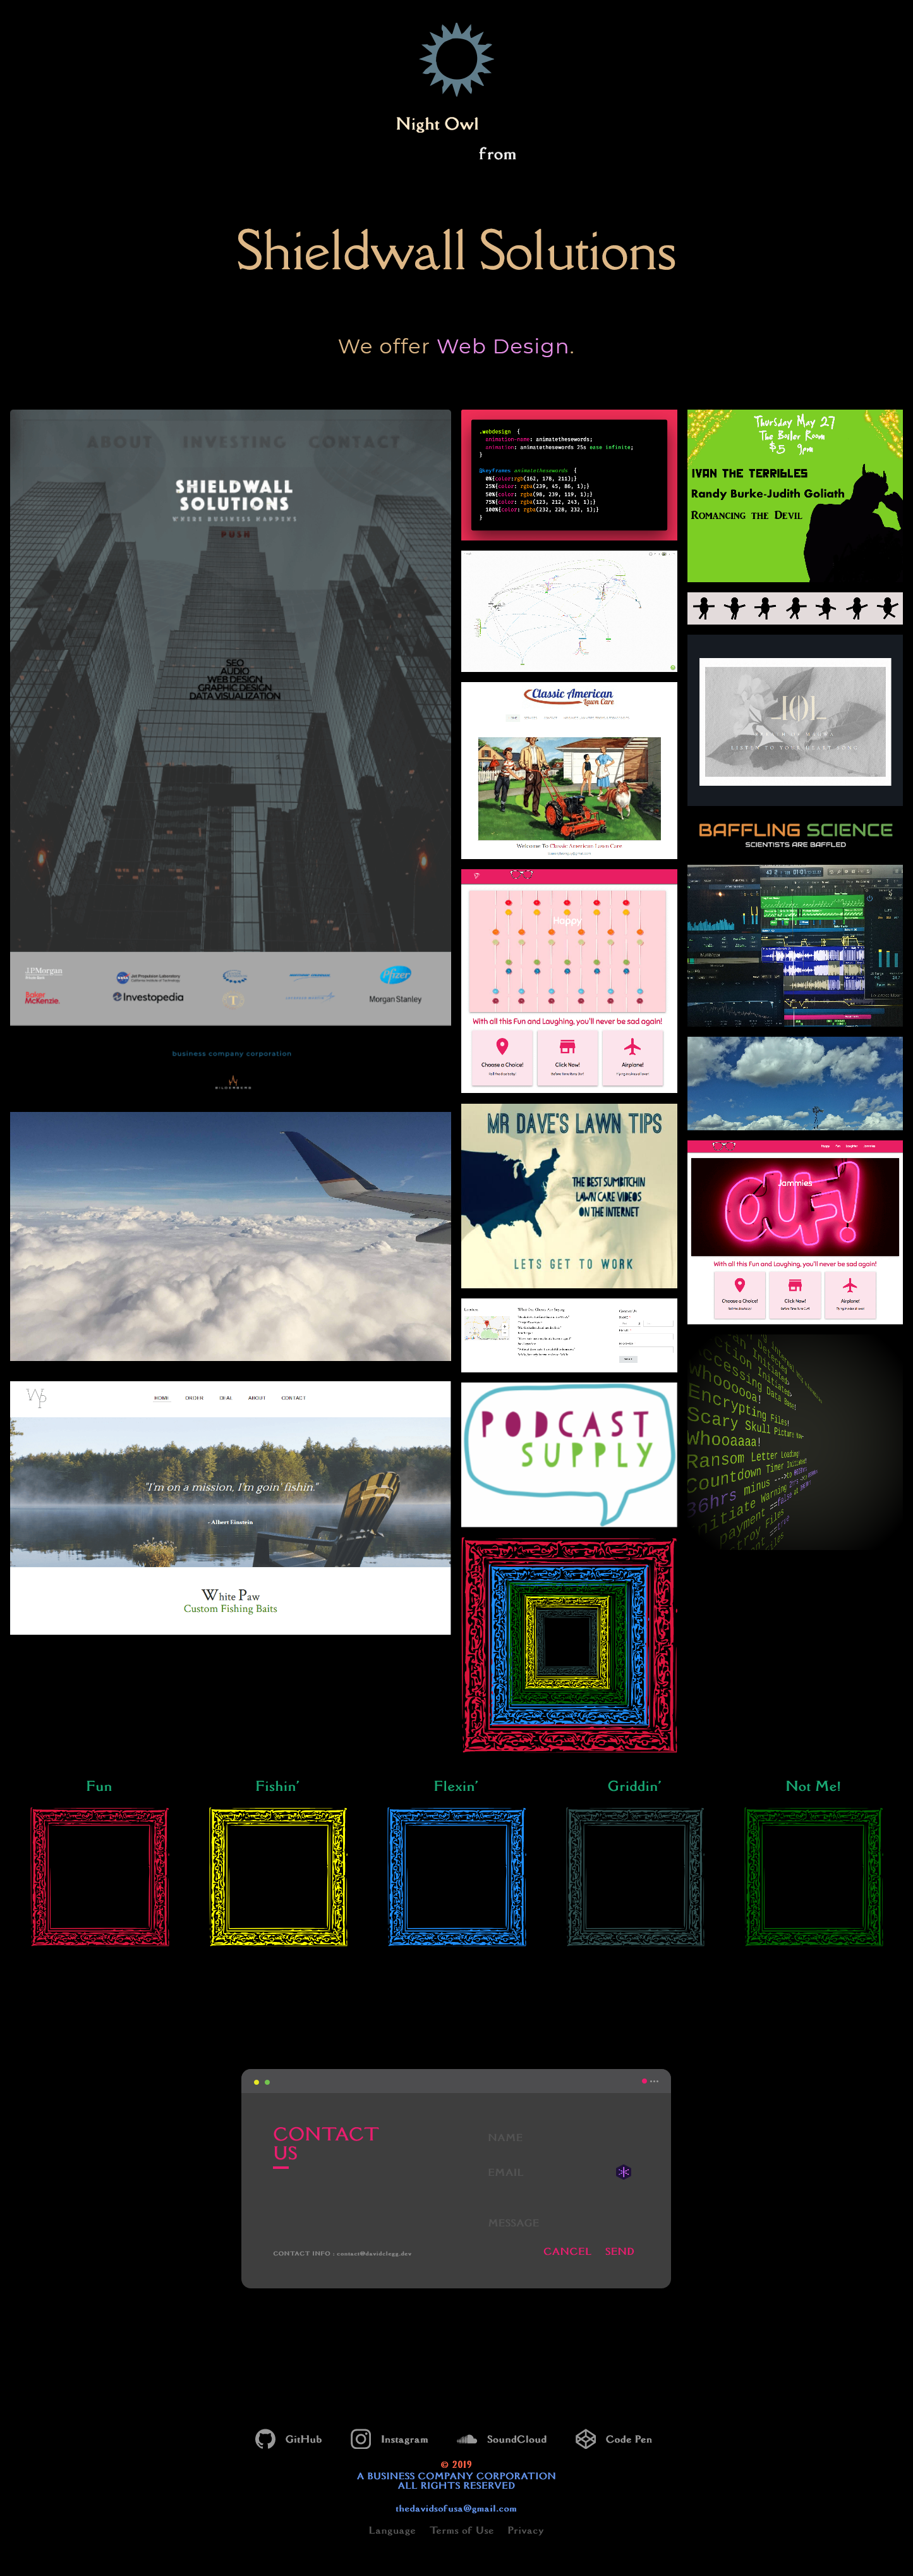 Night Owl
from
Shieldwall Solutions
We offer Web Design.
ABOUT INVESTING CONTACT
SHIELDWALL
SOLUTIONS
WHERE BUSINESS HAPPENS
PUSH
SEO
AUDIO
WEB DESIGN
GRAPHIC DESIGN
DATA VISUALIZATION
J.P.Morgan
Jet Propulsion Laboratory
Pfizer
Baker
McKenzie.
Investopedia
T
Morgan Stanley
business company corporation
BILDERBERG
WP
HOME ORDER DEAL ABOUT CONTACT
"I'm on a mission, I'm goin' fishin."
- Albert Einstein
White Paw
Custom Fishing Baits
.webdesign {
animation-name: animatethesewords;
animation: animatethesewords 25s ease infinite;
}
@keyframes animatethesewords {
0%{color:rgb(162, 178, 211);}
25%{color: rgba(239, 45, 86, 1);}
50%{color: rgba(98, 239, 119, 1);}
75%{color: rgba(123, 212, 243, 1);}
100%{color: rgba(232, 228, 232, 1);}
}
Classic American
Lawn Care
Welcome To Classic American Lawn Care
Happy
With all this Fun and Laughing, you'll never be sad again!
Choose a Choice!
Click Now!
Airplane!
MR DAVE'S LAWN TIPS
THE BEST SUMBITCHIN
LAWN CARE VIDEOS
ON THE INTERNET
LETS GET TO WORK
PODCAST
SUPPLY
Thursday May 27
The Boiler Room
$5 9pm
IVAN THE TERRIBLES
Randy Burke-Judith Goliath
Romancing the Devil
LISTEN TO YOUR HEART SONG
BAFFLING SCIENCE
SCIENTISTS ARE BAFFLED
Jammies
OUF!
With all this Fun and Laughing, you'll never be sad again!
Choose a Choice!
Click Now!
Airplane!
Whoooooa!
Encrypting Files!
Scary Skull Picture Now
Whooaaaa!
Ransom Letter Loading!
Countdown Timer Initiated
36hrs minus
Initiate Warning
payment
Fun
Fishin'
Flexin'
Griddin'
Not Me!
CONTACT
US
NAME
EMAIL
MESSAGE
CONTACT INFO : contact@davidclegg.dev
CANCEL SEND
GitHub
Instagram
SoundCloud
Code Pen
© 2019
A BUSINESS COMPANY CORPORATION
ALL RIGHTS RESERVED
thedavidsofusa@gmail.com
Language Terms of Use Privacy